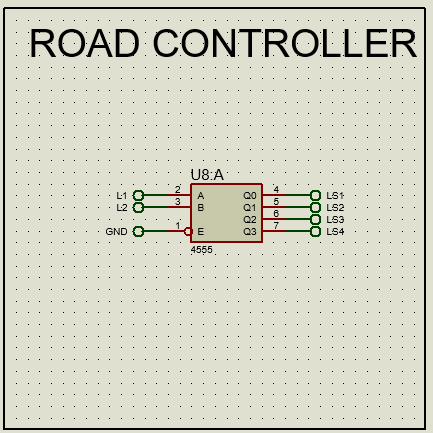 ROAD CONTROLLER
U8:A
L1 2 A Q0 4 LS1
L2 3 B Q1 5 LS2
Q2 6 LS3
GND 1 E Q3 7 LS4
4555